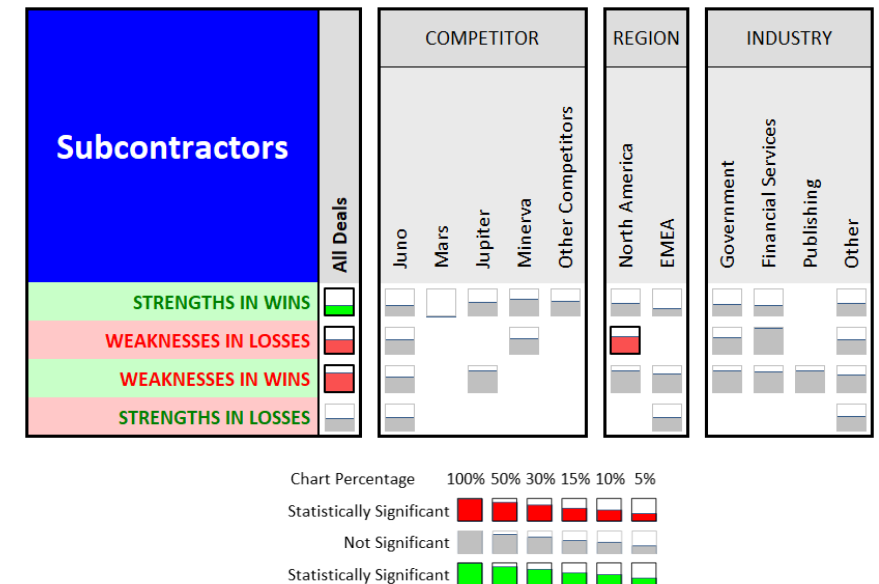 COMPETITOR
REGION
INDUSTRY
Subcontractors
All Deals
Juno
Mars
Jupiter
Minerva
Other Competitors
North America
EMEA
Government
Financial Services
Publishing
Other
STRENGTHS IN WINS
WEAKNESSES IN LOSSES
WEAKNESSES IN WINS
STRENGTHS IN LOSSES
Chart Percentage 100% 50% 30% 15% 10% 5%
Statistically Significant
Not Significant
Statistically Significant